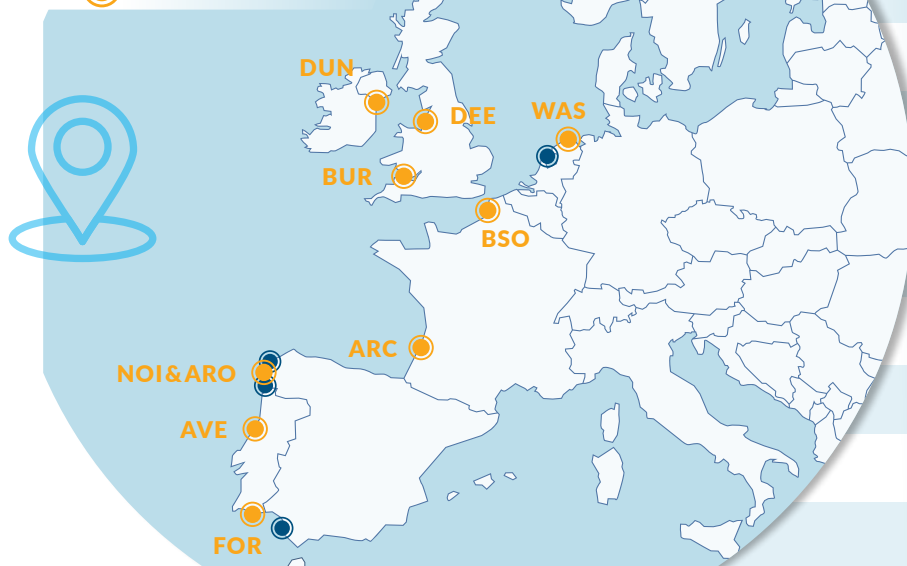 DUN
DEE
WAS
BUR
BSO
ARC
NOI&ARO
AVE
FOR